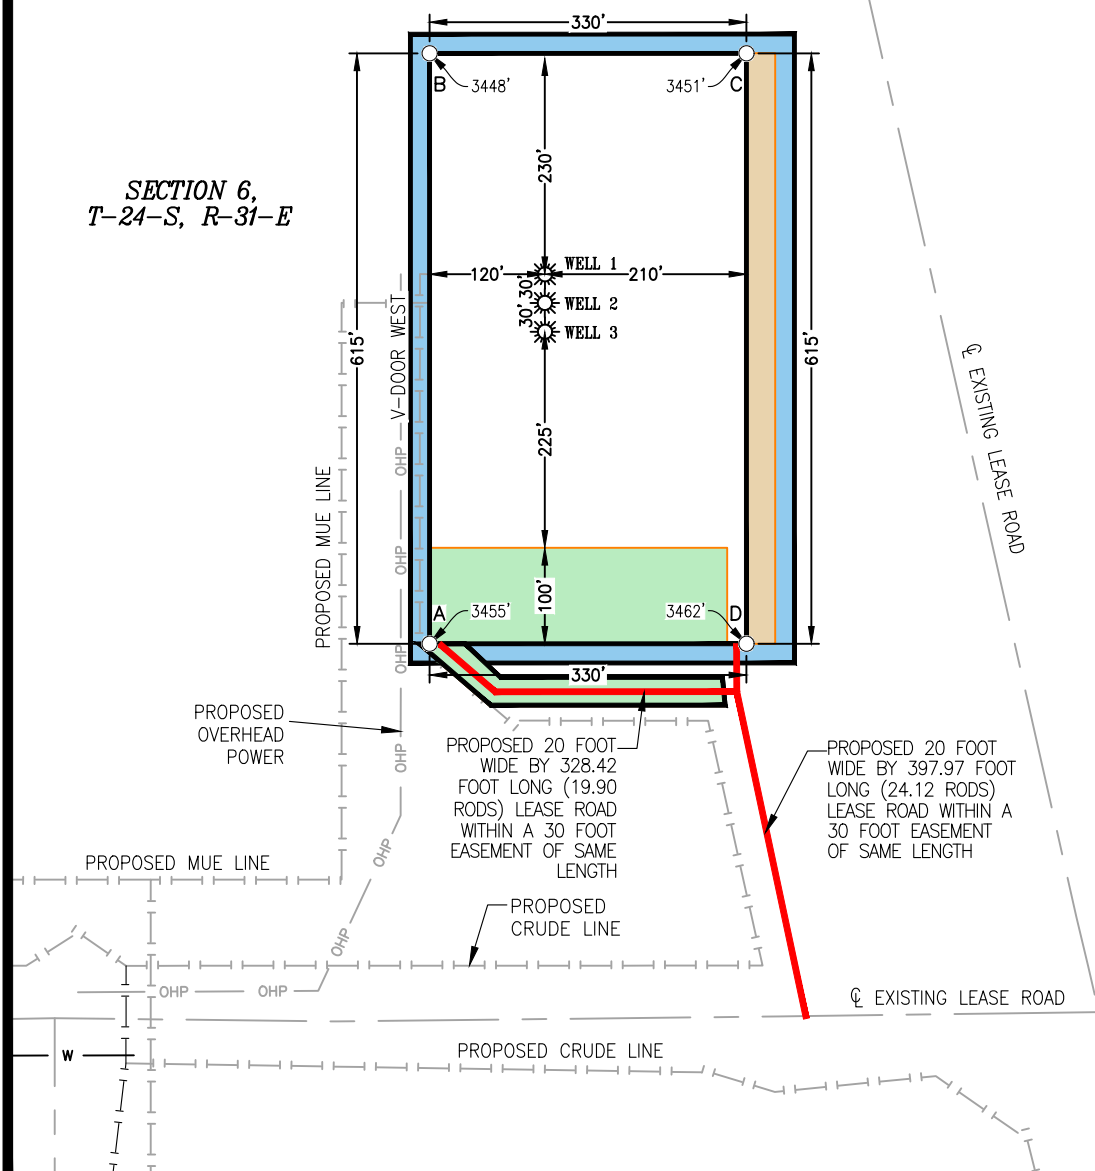 330'
B
3448'
3451'
C
230'
SECTION 6,
T-24-S, R-31-E
WELL 1
120'
210'
30'
WELL 2
30'
WELL 3
615'
615'
V-DOOR WEST
℄ EXISTING LEASE ROAD
225'
OHP
PROPOSED MUE LINE
OHP
100'
A
3455'
3462'
D
OHP
330'
PROPOSED
OVERHEAD
POWER
OHP
PROPOSED 20 FOOT
WIDE BY 328.42
FOOT LONG (19.90
RODS) LEASE ROAD
WITHIN A 30 FOOT
EASEMENT OF SAME
LENGTH
PROPOSED 20 FOOT
WIDE BY 397.97 FOOT
LONG (24.12 RODS)
LEASE ROAD WITHIN A
30 FOOT EASEMENT
OF SAME LENGTH
OHP
PROPOSED MUE LINE
PROPOSED
CRUDE LINE
OHP
OHP
OHP
℄ EXISTING LEASE ROAD
W
PROPOSED CRUDE LINE